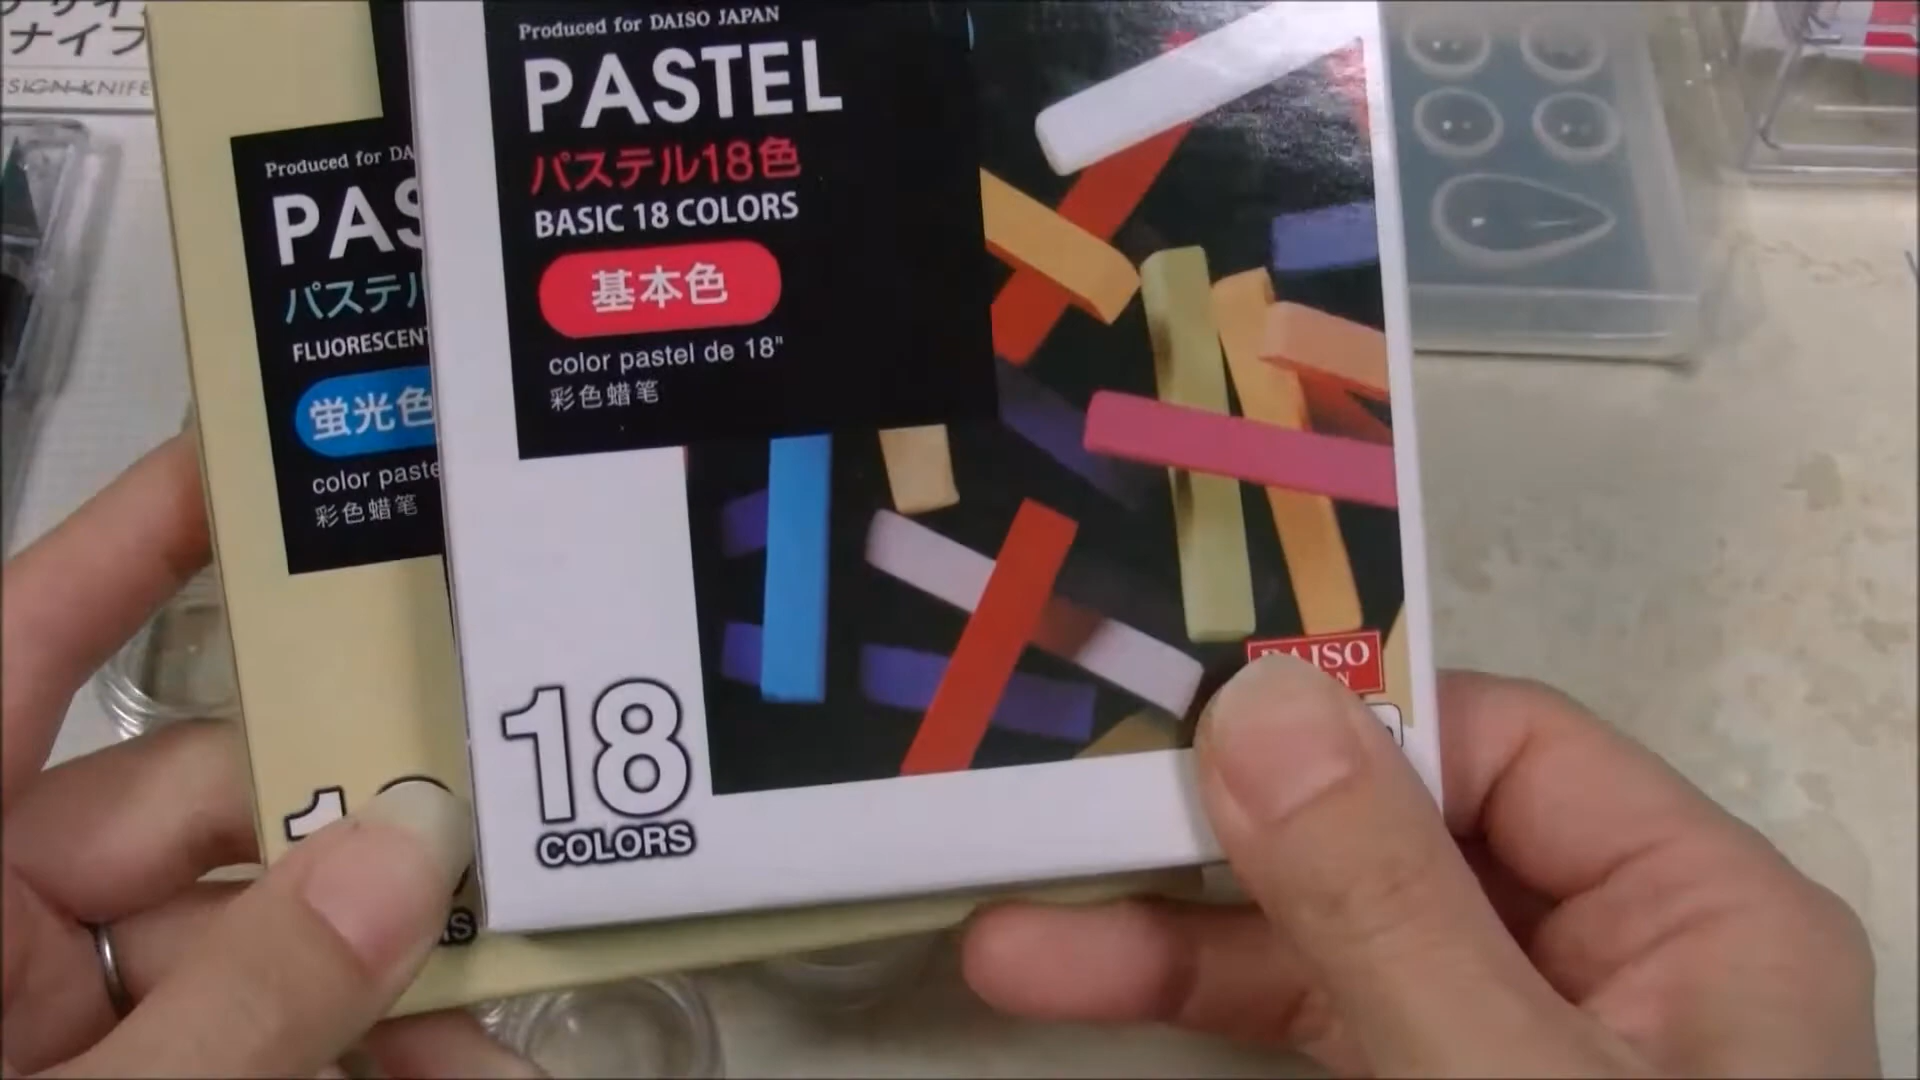 ナイフ
DESIGN KNIFE
Produced for DA
PAS
パステル
FLUORESCENT
蛍光色
color paste
彩色蜡笔
Produced for DAISO JAPAN
PASTEL
パステル18色
BASIC 18 COLORS
基本色
color pastel de 18"
彩色蜡笔
18
COLORS
DAISO